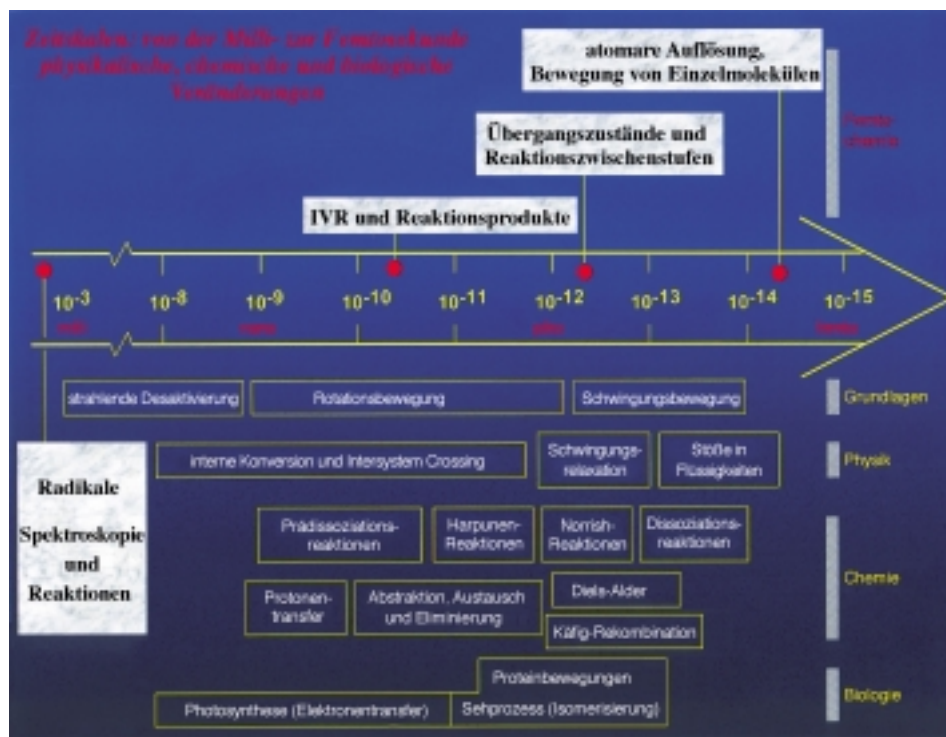 Zeitskalen: von der Milli- zur Femtosekunde
physikalische, chemische und biologische
Veränderungen
atomare Auflösung,
Bewegung von Einzelmolekülen
Femto-
chemie
Übergangszustände und
Reaktionszwischenstufen
IVR und Reaktionsprodukte
10⁻³ 10⁻⁸ 10⁻⁹ 10⁻¹⁰ 10⁻¹¹ 10⁻¹² 10⁻¹³ 10⁻¹⁴ 10⁻¹⁵
milli nano piko femto
strahlende Desaktivierung Rotationsbewegung Schwingungsbewegung Grundlagen
interne Konversion und Intersystem Crossing
Schwingungs-
relaxation
Stöße in
Flüssigkeiten
Physik
Radikale
Spektroskopie
und
Reaktionen
Prädissoziations-
reaktionen
Harpunen-
Reaktionen
Norrish-
Reaktionen
Dissoziations-
reaktionen
Chemie
Protonen-
transfer
Abstraktion, Austausch
und Eliminierung
Diels-Alder
Käfig-Rekombination
Proteinbewegungen
Photosynthese (Elektronentransfer) Sehprozess (Isomerisierung)
Biologie